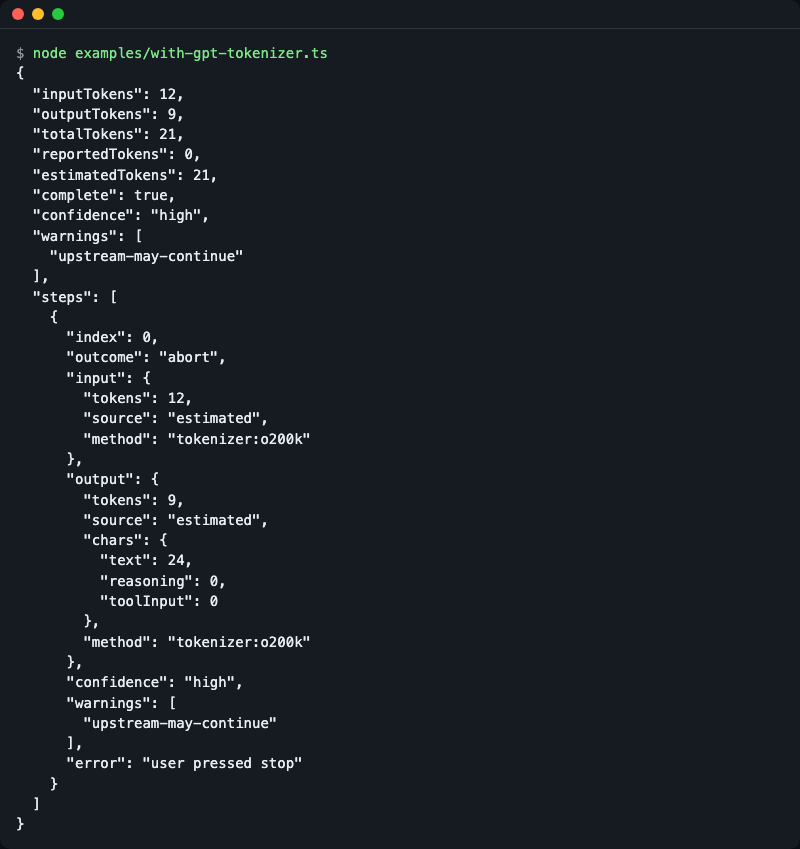 $ node examples/with-gpt-tokenizer.ts
{
  "inputTokens": 12,
  "outputTokens": 9,
  "totalTokens": 21,
  "reportedTokens": 0,
  "estimatedTokens": 21,
  "complete": true,
  "confidence": "high",
  "warnings": [
    "upstream-may-continue"
  ],
  "steps": [
    {
      "index": 0,
      "outcome": "abort",
      "input": {
        "tokens": 12,
        "source": "estimated",
        "method": "tokenizer:o200k"
      },
      "output": {
        "tokens": 9,
        "source": "estimated",
        "chars": {
          "text": 24,
          "reasoning": 0,
          "toolInput": 0
        },
        "method": "tokenizer:o200k"
      },
      "confidence": "high",
      "warnings": [
        "upstream-may-continue"
      ],
      "error": "user pressed stop"
    }
  ]
}